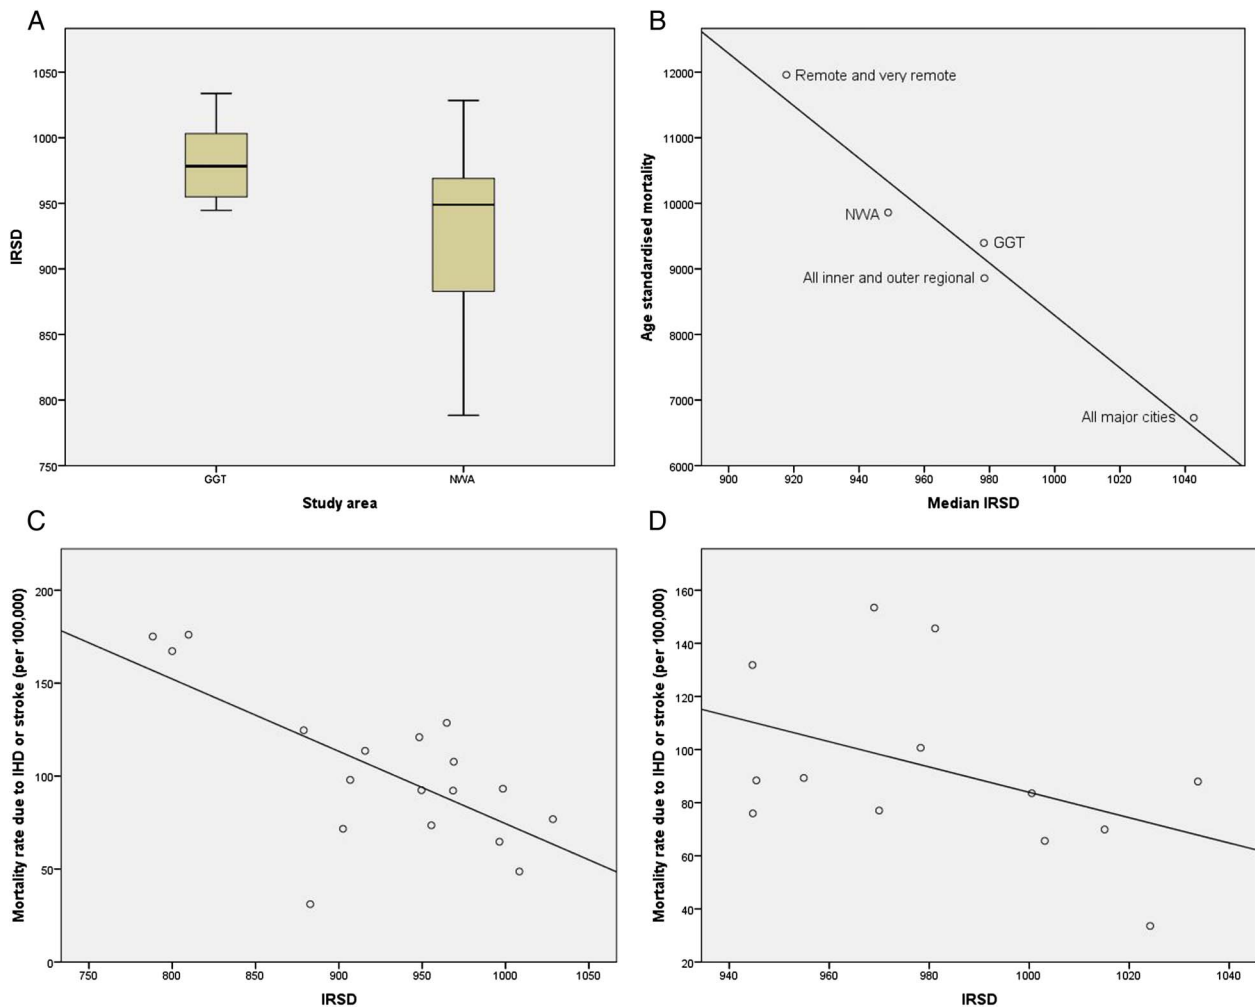 A
IRSD
1050
1000
950
900
850
800
750
GGT
NWA
Study area
B
Age standardised mortality
12000
11000
10000
9000
8000
7000
6000
Remote and very remote
NWA
GGT
All inner and outer regional
All major cities
900
920
940
960
980
1000
1020
1040
Median IRSD
C
Mortality rate due to IHD or stroke (per 100,000)
200
150
100
50
0
750
800
850
900
950
1000
1050
IRSD
D
Mortality rate due to IHD or stroke (per 100,000)
160
140
120
100
80
60
40
20
940
960
980
1000
1020
1040
IRSD